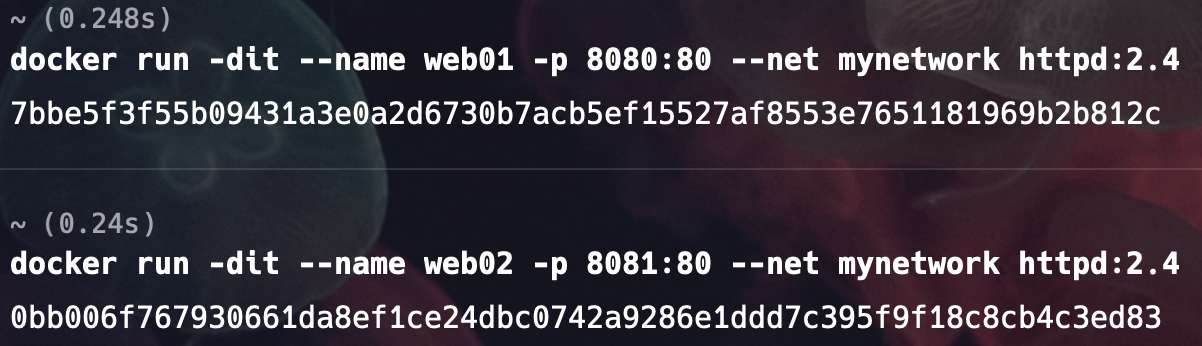 ~ (0.248s)
docker run -dit --name web01 -p 8080:80 --net mynetwork httpd:2.4
7bbe5f3f55b09431a3e0a2d6730b7acb5ef15527af8553e7651181969b2b812c
~ (0.24s)
docker run -dit --name web02 -p 8081:80 --net mynetwork httpd:2.4
0bb006f767930661da8ef1ce24dbc0742a9286e1ddd7c395f9f18c8cb4c3ed83